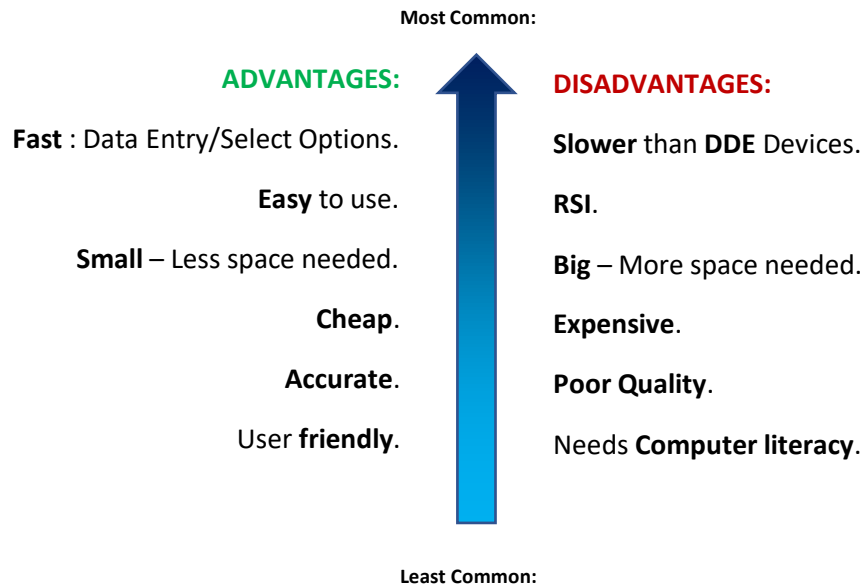 Most Common:
ADVANTAGES:
Fast : Data Entry/Select Options.
Easy to use.
Small – Less space needed.
Cheap.
Accurate.
User friendly.
DISADVANTAGES:
Slower than DDE Devices.
RSI.
Big – More space needed.
Expensive.
Poor Quality.
Needs Computer literacy.
Least Common: